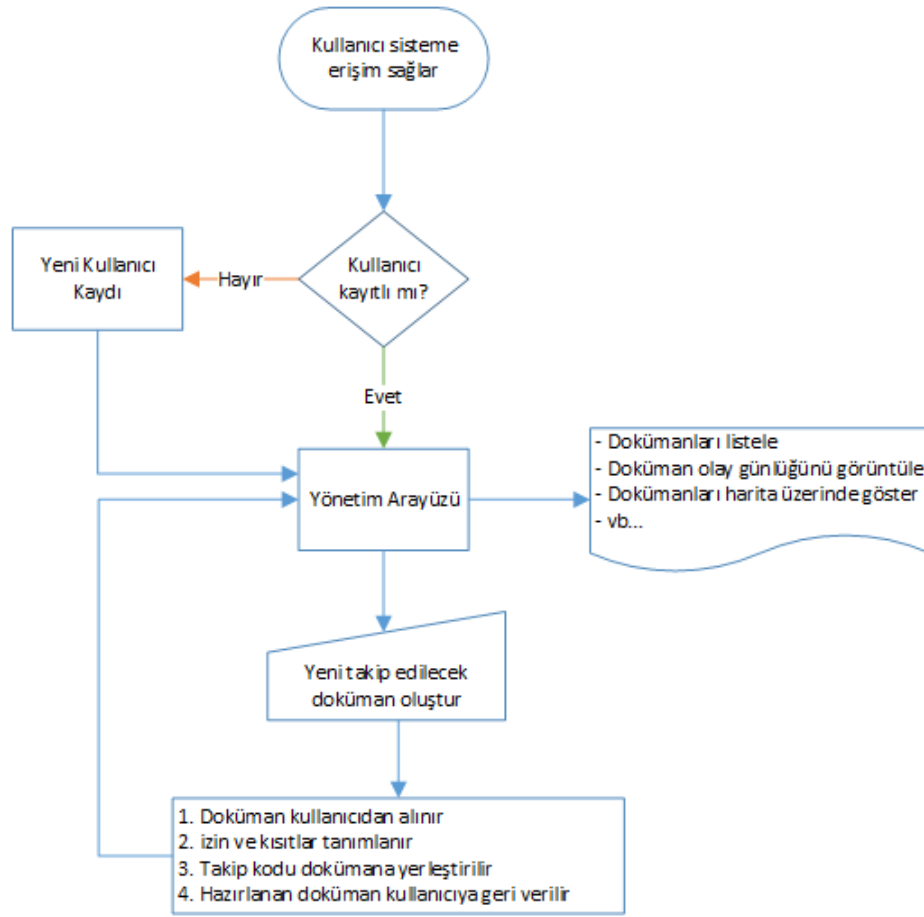 Kullanıcı sisteme
erişim sağlar
Kullanıcı
kayıtlı mı?
Hayır
Yeni Kullanıcı
Kaydı
Evet
Yönetim Arayüzü
- Dokümanları listele
- Doküman olay günlüğünü görüntüle
- Dokümanları harita üzerinde göster
- vb...
Yeni takip edilecek
doküman oluştur
1. Doküman kullanıcıdan alınır
2. izin ve kısıtlar tanımlanır
3. Takip kodu dokümana yerleştirilir
4. Hazırlanan doküman kullanıcıya geri verilir